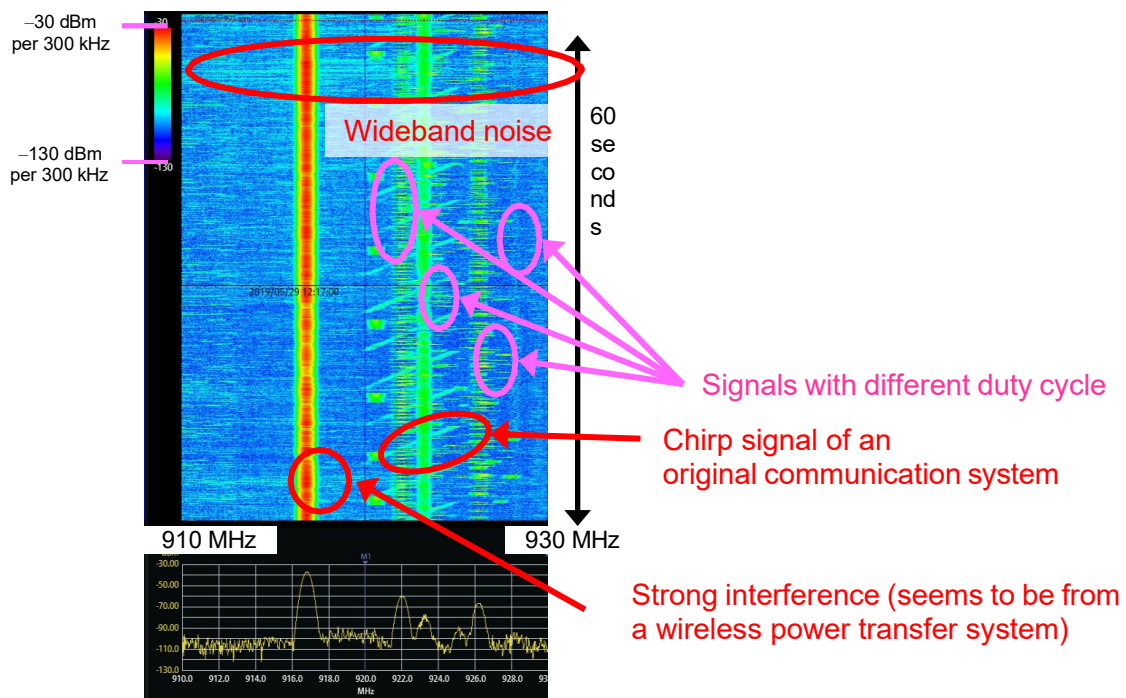 −30 dBm
per 300 kHz
-30
−130 dBm
per 300 kHz
-130
Wideband noise
60
se
co
nd
s
2019/05/29 12:17:00
Signals with different duty cycle
Chirp signal of an
original communication system
910 MHz
930 MHz
M1
-30.00
-50.00
-70.00
-90.00
-110.0
-130.0
910.0 912.0 914.0 916.0 918.0 920.0 922.0 924.0 926.0 928.0 93
MHz
Strong interference (seems to be from
a wireless power transfer system)